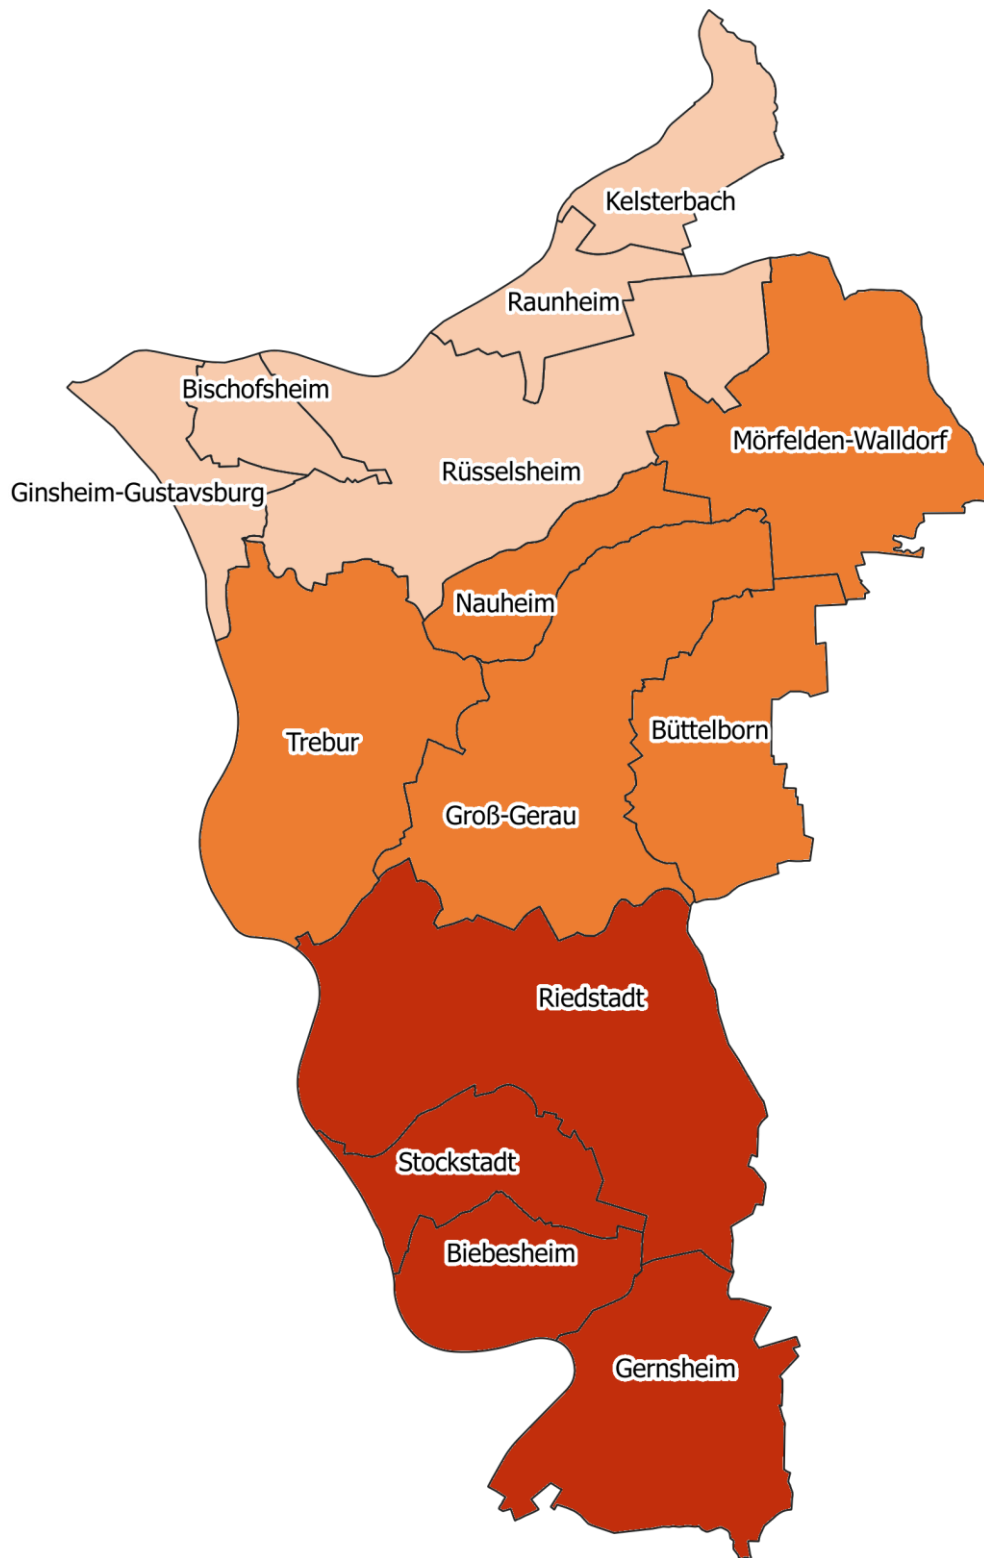 Kelsterbach
Raunheim
Bischofsheim
Mörfelden-Walldorf
Rüsselsheim
Ginsheim-Gustavsburg
Nauheim
Büttelborn
Trebur
Groß-Gerau
Riedstadt
Stockstadt
Biebesheim
Gernsheim